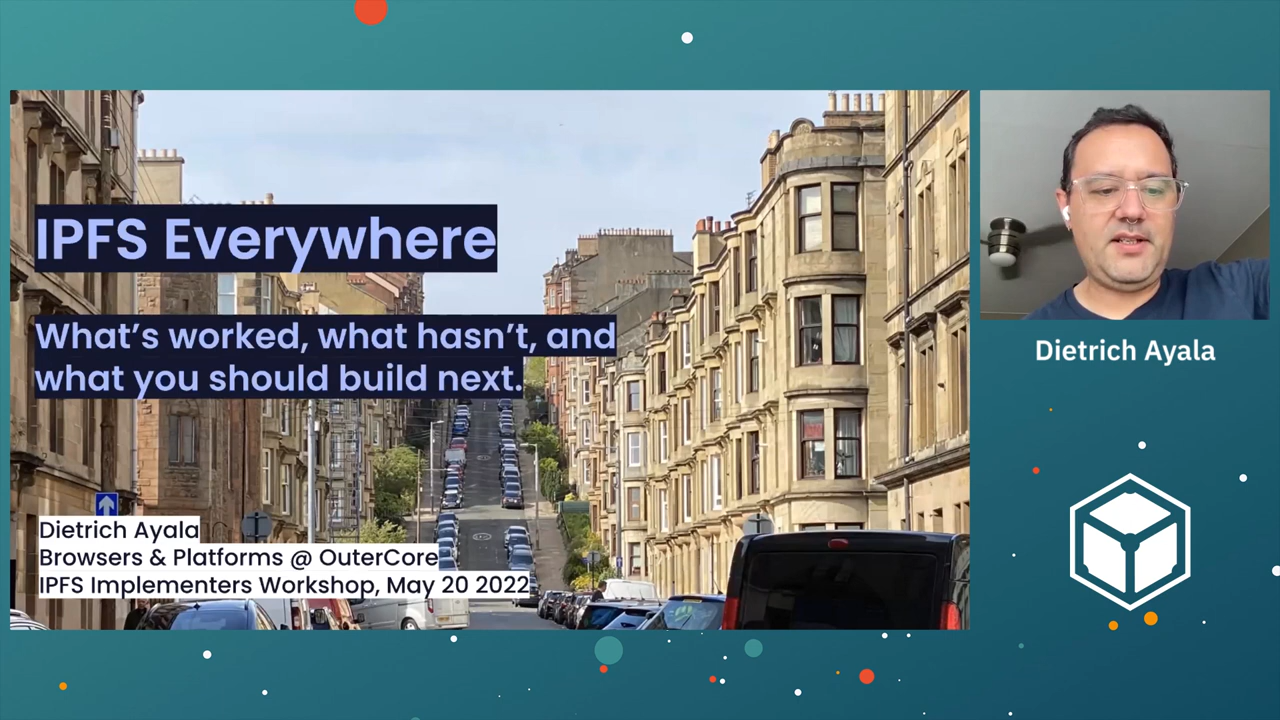 IPFS Everywhere
What’s worked, what hasn’t, and
what you should build next.
Dietrich Ayala
Browsers & Platforms @ OuterCore
IPFS Implementers Workshop, May 20 2022
Dietrich Ayala